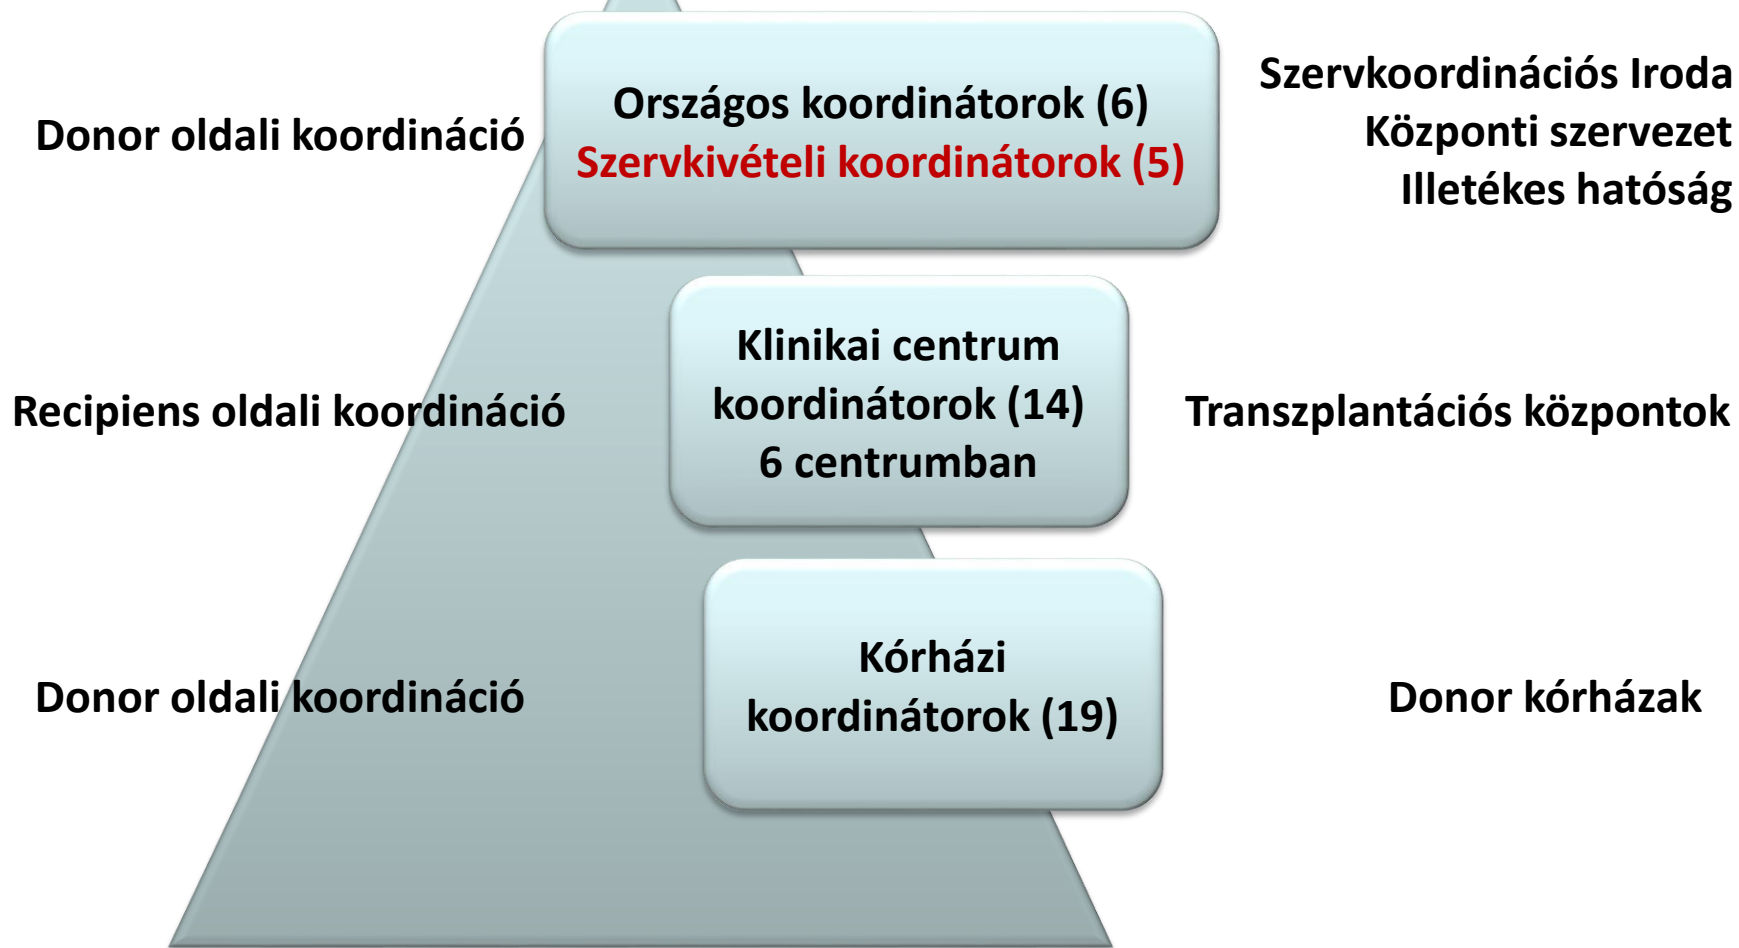 Donor oldali koordináció
Országos koordinátorok (6)
Szervkivételi koordinátorok (5)
Szervkoordinációs Iroda
Központi szervezet
Illetékes hatóság
Recipiens oldali koordináció
Klinikai centrum
koordinátorok (14)
6 centrumban
Transzplantációs központok
Donor oldali koordináció
Kórházi
koordinátorok (19)
Donor kórházak